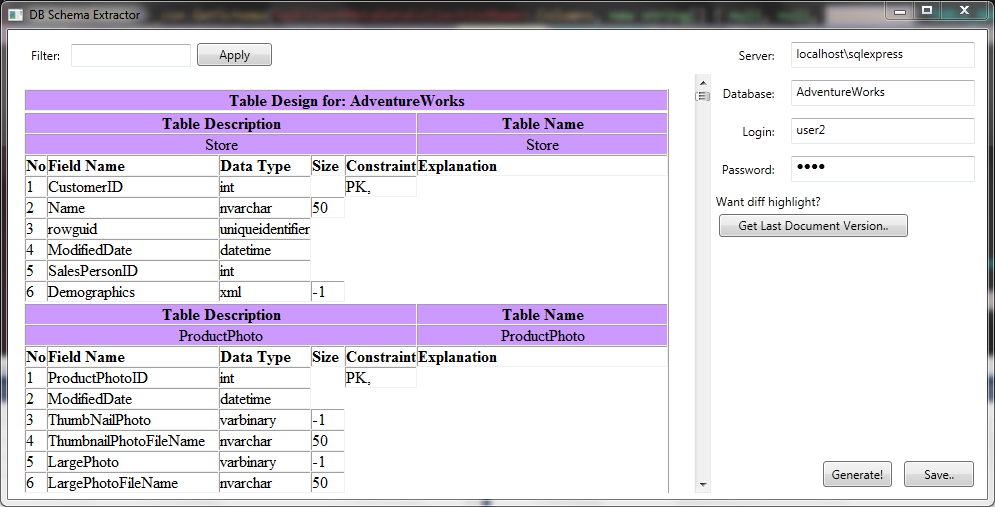 DB Schema Extractor
Filter: Apply
Server: localhost\sqlexpress
Database: AdventureWorks
Login: user2
Password: ●●●●
Want diff highlight?
Get Last Document Version..
Table Design for: AdventureWorks
Table Description Table Name
Store Store
No Field Name Data Type Size Constraint Explanation
1 CustomerID int PK,
2 Name nvarchar 50
3 rowguid uniqueidentifier
4 ModifiedDate datetime
5 SalesPersonID int
6 Demographics xml -1
Table Description Table Name
ProductPhoto ProductPhoto
No Field Name Data Type Size Constraint Explanation
1 ProductPhotoID int PK,
2 ModifiedDate datetime
3 ThumbNailPhoto varbinary -1
4 ThumbnailPhotoFileName nvarchar 50
5 LargePhoto varbinary -1
6 LargePhotoFileName nvarchar 50
Generate! Save..